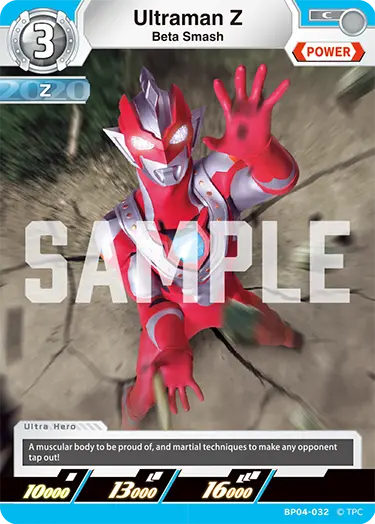 3
Ultraman Z
Beta Smash
C
POWER
2020
Z
SAMPLE
Ultra Hero
A muscular body to be proud of, and martial techniques to make any opponent
tap out!
10000 13000 16000
BP04-032 © TPC